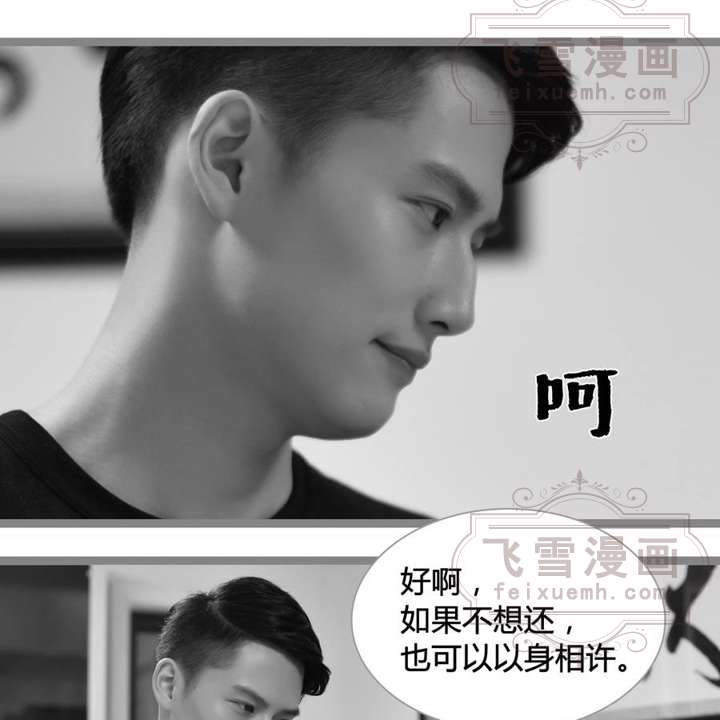 飞雪漫画
feixuemh.com
呵
飞雪漫画
feixuemh.com
好啊，
如果不想还，
也可以以身相许。